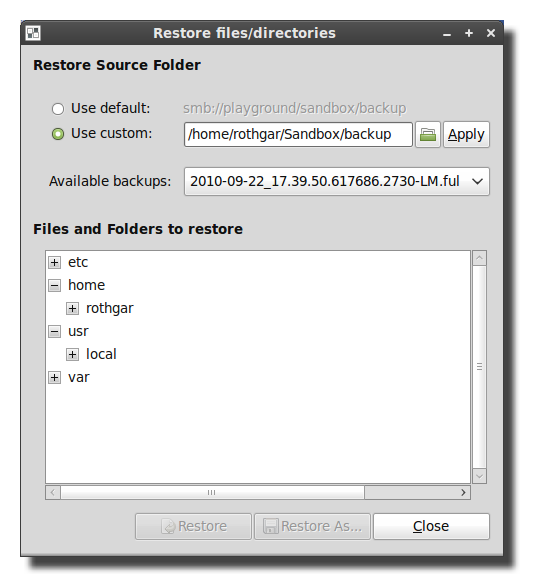 Restore files/directories
Restore Source Folder
Use default: smb://playground/sandbox/backup
Use custom: /home/rothgar/Sandbox/backup Apply
Available backups: 2010-09-22_17.39.50.617686.2730-LM.ful
Files and Folders to restore
etc
home
rothgar
usr
local
var
Restore Restore As... Close